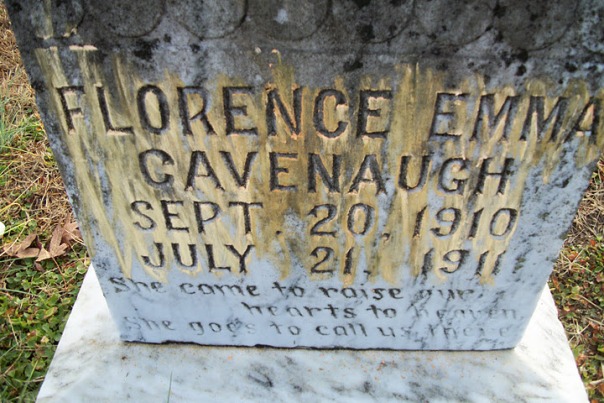 FLORENCE EMMA
CAVENAUGH
SEPT. 20, 1910
JULY 21, 1911
She came to raise our
hearts to heaven
She goes to call us there